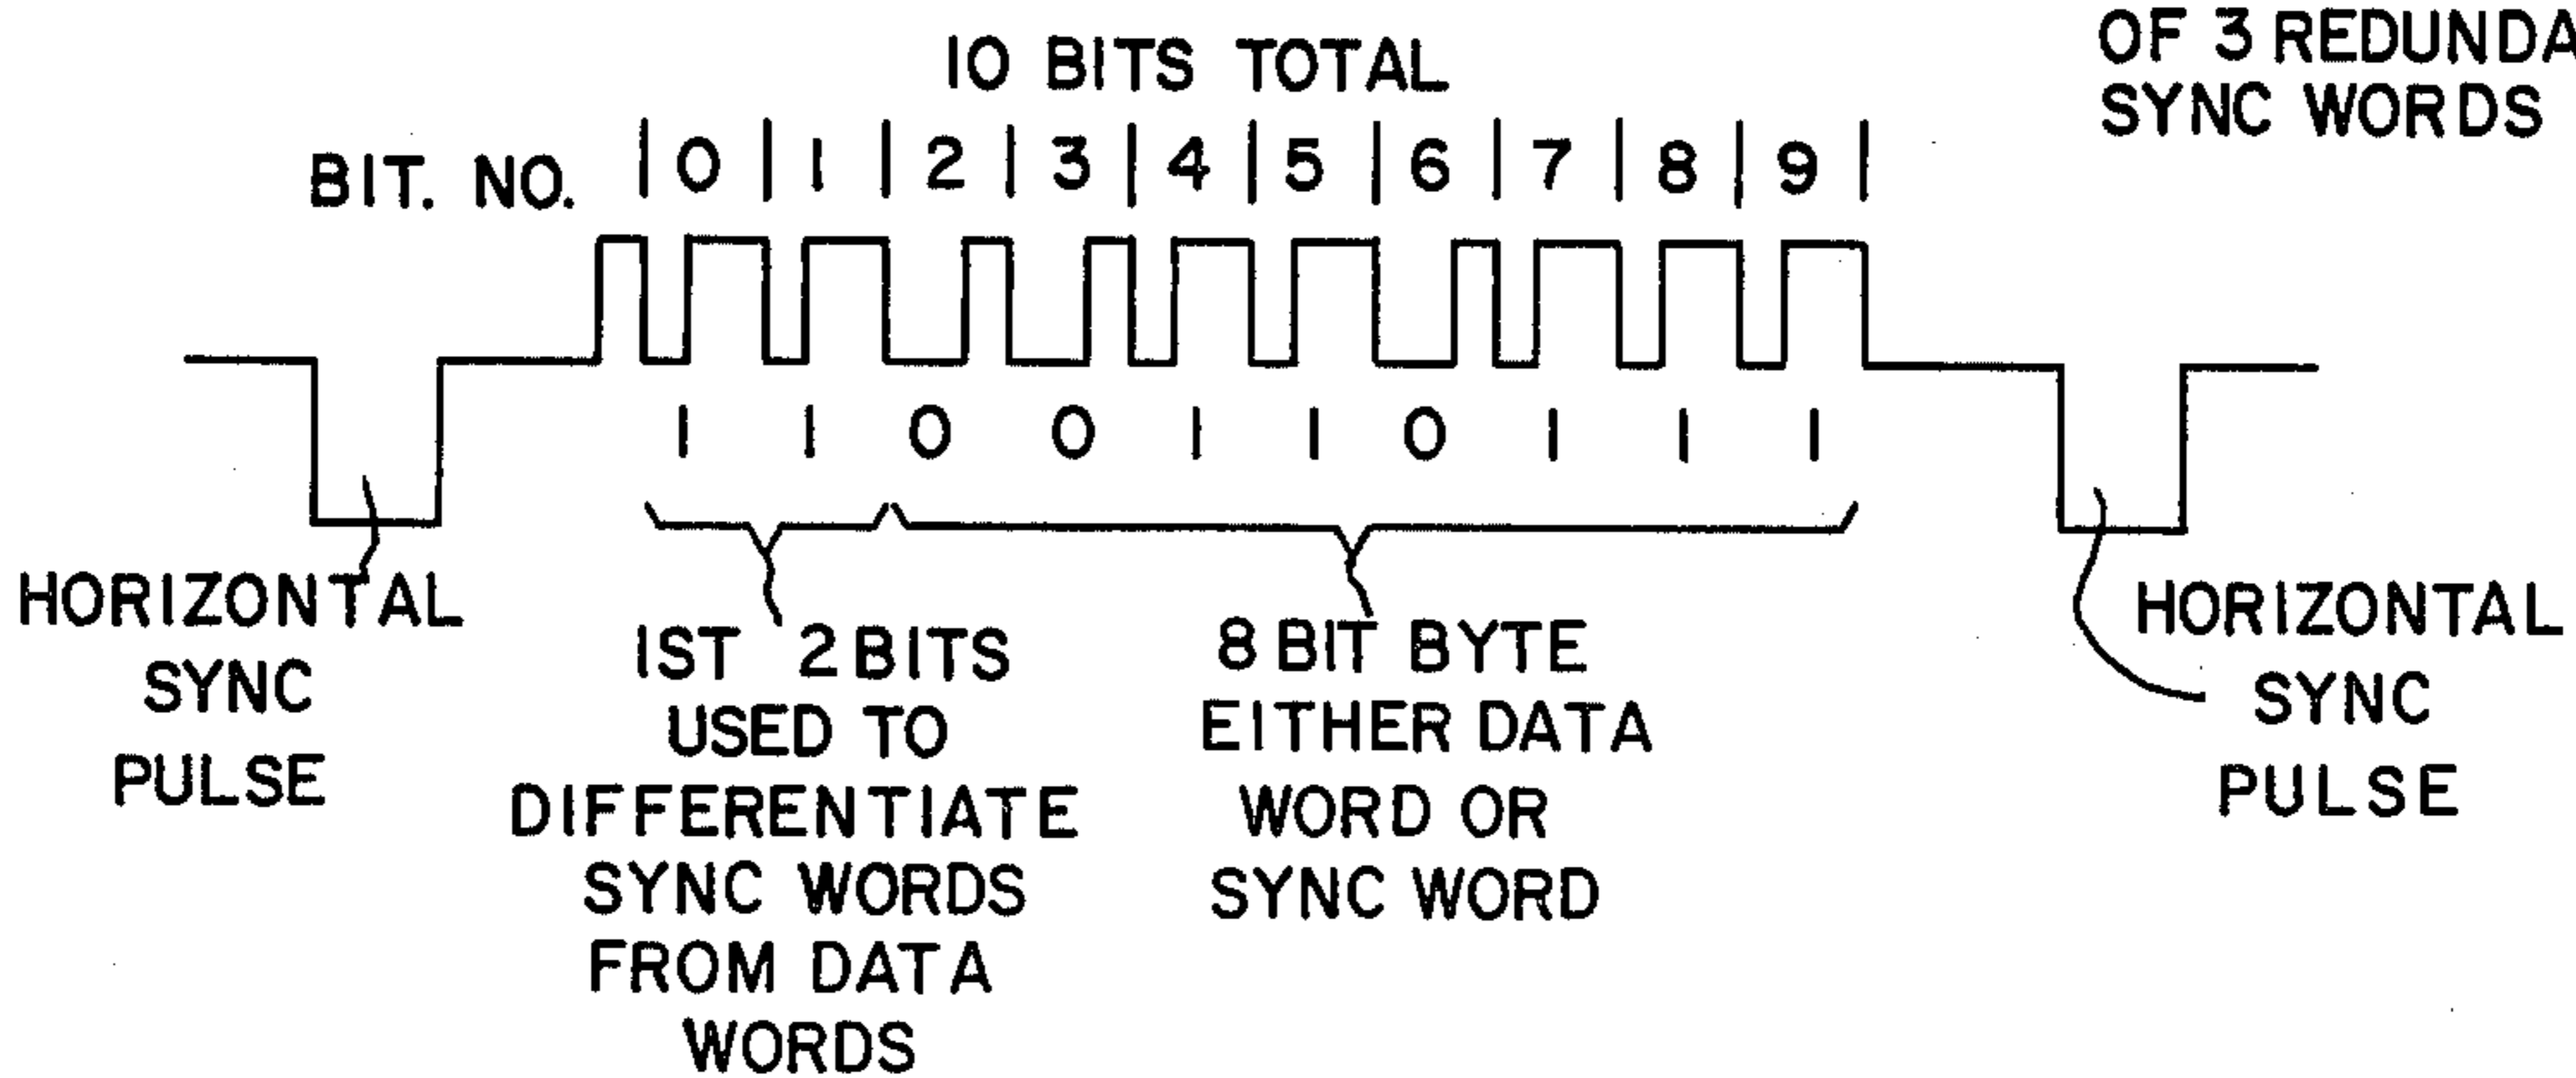 OF 3
SYNC WORDS
10 BITS TOTAL
BIT. NO. |0|1|2|3|4|5|6|7|8|9|
1 1 0 0 1 1 0 1 1 1
HORIZONTAL
SYNC
PULSE
1ST 2 BITS
USED TO
DIFFERENTIATE
SYNC WORDS
FROM DATA
WORDS
8 BIT BYTE
EITHER DATA
WORD OR
SYNC WORD
HORIZONTAL
SYNC
PULSE